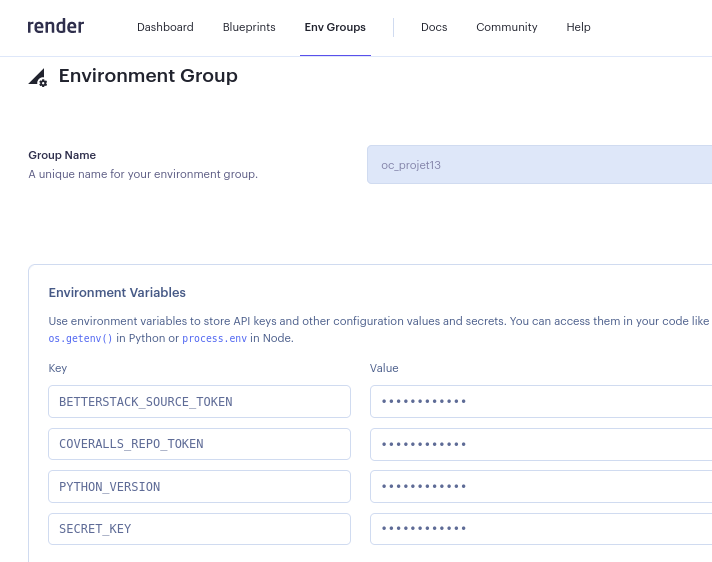 render Dashboard Blueprints Env Groups Docs Community Help
Environment Group
Group Name
A unique name for your environment group.
oc_projet13
Environment Variables
Use environment variables to store API keys and other configuration values and secrets. You can access them in your code like
os.getenv() in Python or process.env in Node.
Key Value
BETTERSTACK_SOURCE_TOKEN ••••••••••••
COVERALLS_REPO_TOKEN ••••••••••••
PYTHON_VERSION ••••••••••••
SECRET_KEY ••••••••••••